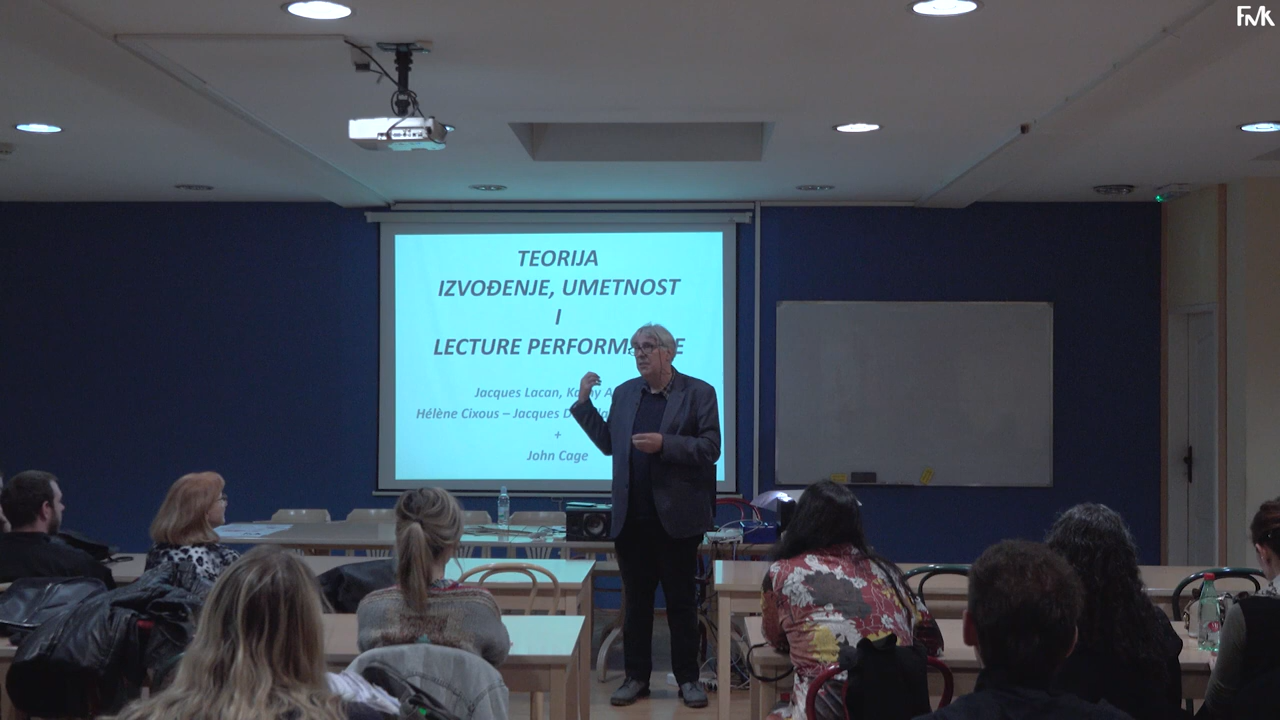 FMK
TEORIJA
IZVOĐENJE, UMETNOST
I
LECTURE
Jacques Lacan,
Hélène Cixous – Jacques
+
John Cage